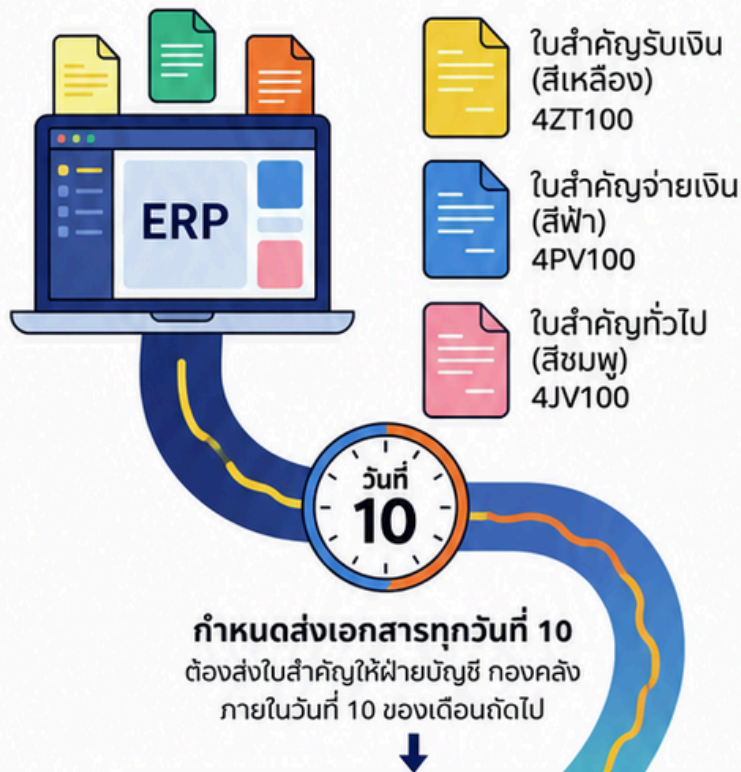 ERP
ใบสำคัญรับเงิน
(สีเหลือง)
4ZT100
ใบสำคัญจ่ายเงิน
(สีฟ้า)
4PV100
ใบสำคัญทั่วไป
(สีชมพู)
4JV100
วันที่
10
กำหนดส่งเอกสารทุกวันที่ 10
ต้องส่งใบสำคัญให้ฝ่ายบัญชี กองคลัง
ภายในวันที่ 10 ของเดือนถัดไป